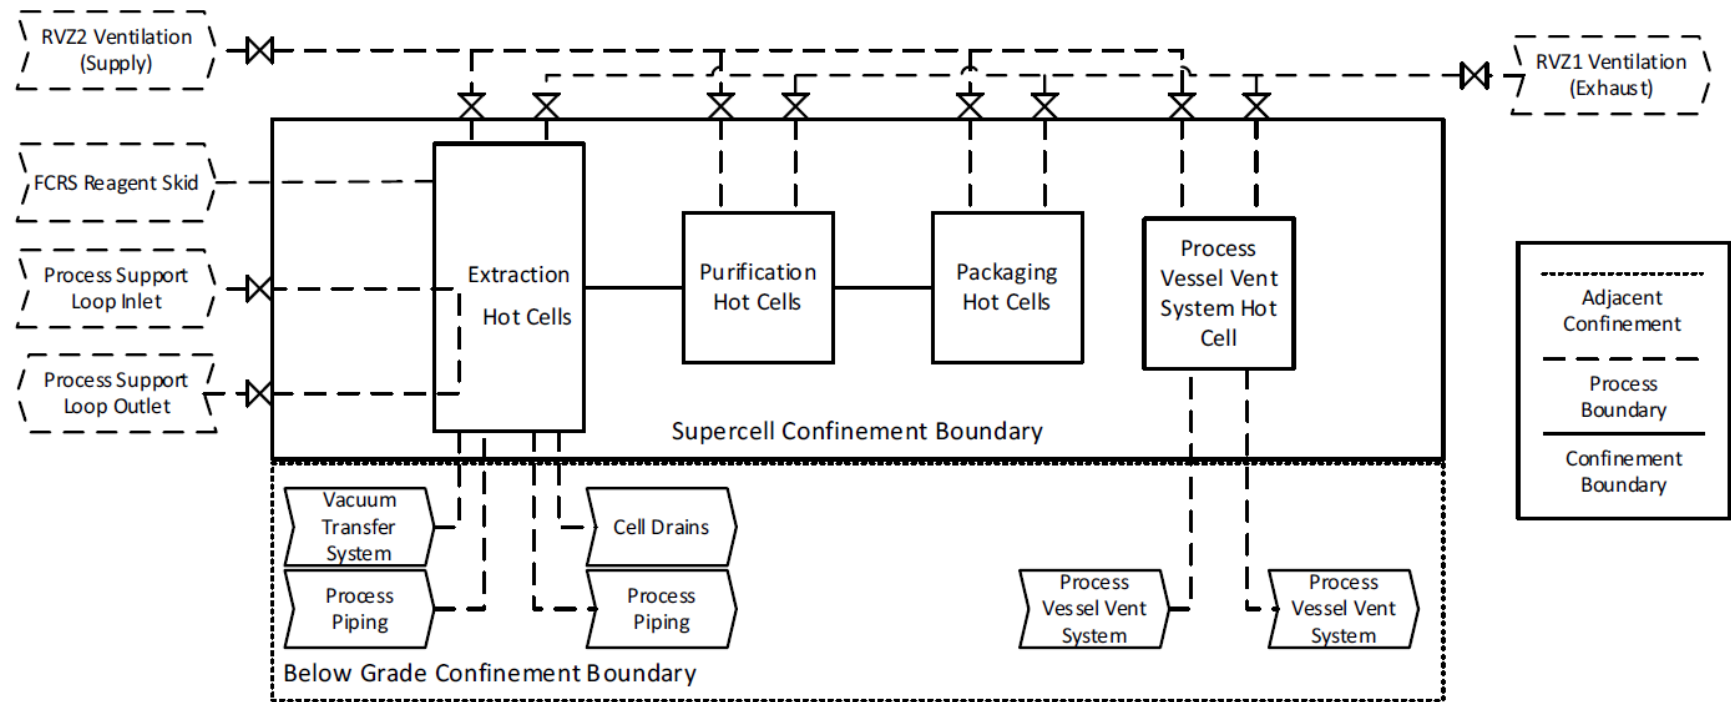 RVZ2 Ventilation
(Supply)
RVZ1 Ventilation
(Exhaust)
FCRS Reagent Skid
Process Support
Loop Inlet
Process Support
Loop Outlet
Extraction
Hot Cells
Purification
Hot Cells
Packaging
Hot Cells
Process
Vessel Vent
System Hot
Cell
Supercell Confinement Boundary
Adjacent
Confinement
Process
Boundary
Confinement
Boundary
Vacuum
Transfer
System
Cell Drains
Process
Piping
Process
Piping
Process
Vessel Vent
System
Process
Vessel Vent
System
Below Grade Confinement Boundary